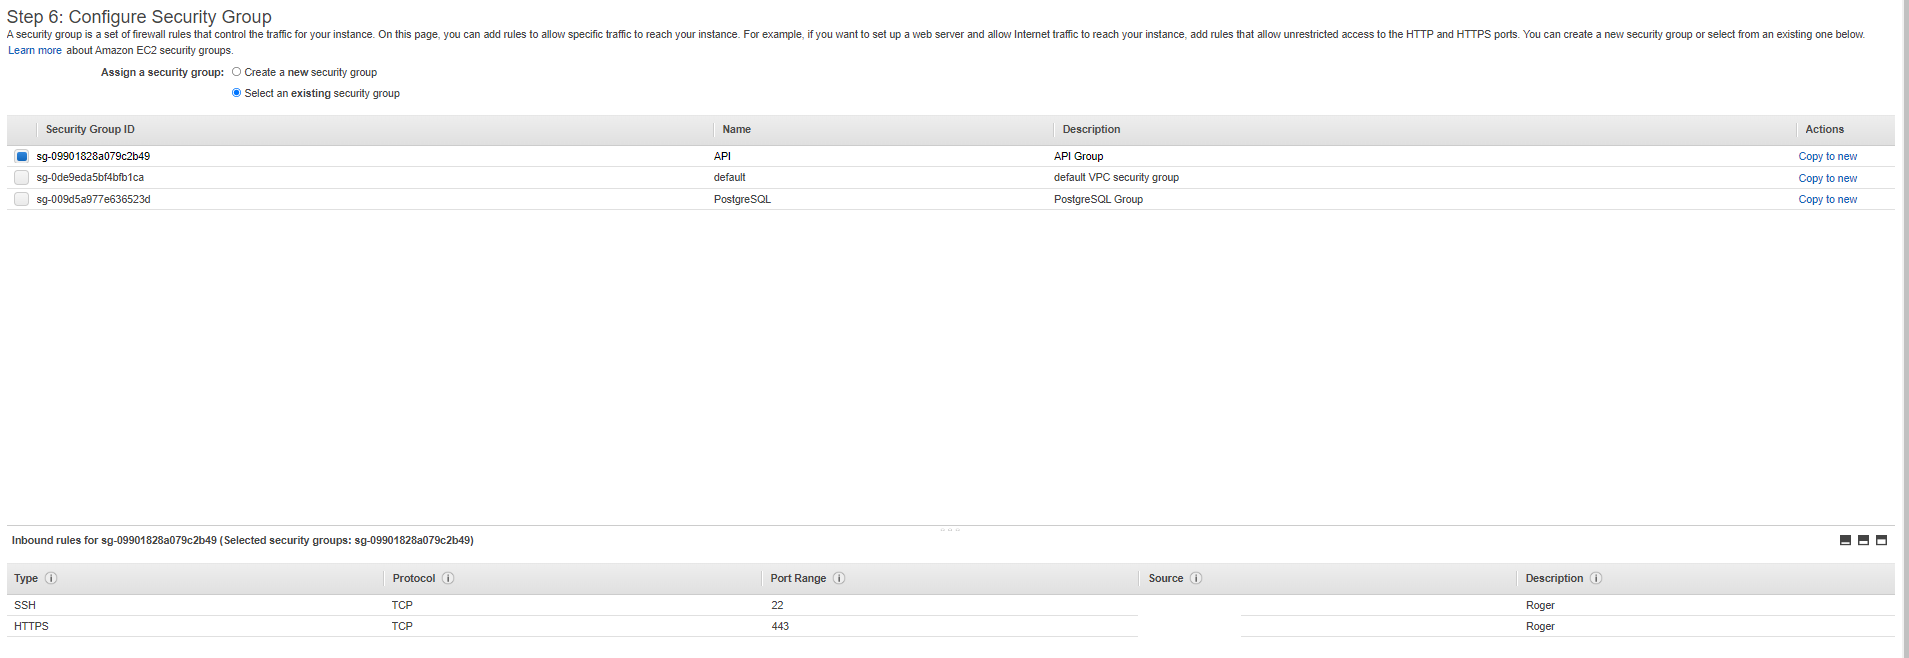 Step 6: Configure Security Group
A security group is a set of firewall rules that control the traffic for your instance. On this page, you can add rules to allow specific traffic to reach your instance. For example, if you want to set up a web server and allow Internet traffic to reach your instance, add rules that allow unrestricted access to the HTTP and HTTPS ports. You can create a new security group or select from an existing one below.
Learn more about Amazon EC2 security groups.
Assign a security group: Create a new security group
Select an existing security group
Security Group ID Name Description Actions
sg-09901828a079c2b49 API API Group Copy to new
sg-0de9eda5bf4bfb1ca default default VPC security group Copy to new
sg-009d5a977e636523d PostgreSQL PostgreSQL Group Copy to new
Inbound rules for sg-09901828a079c2b49 (Selected security groups: sg-09901828a079c2b49)
Type Protocol Port Range Source Description
SSH TCP 22 Roger
HTTPS TCP 443 Roger